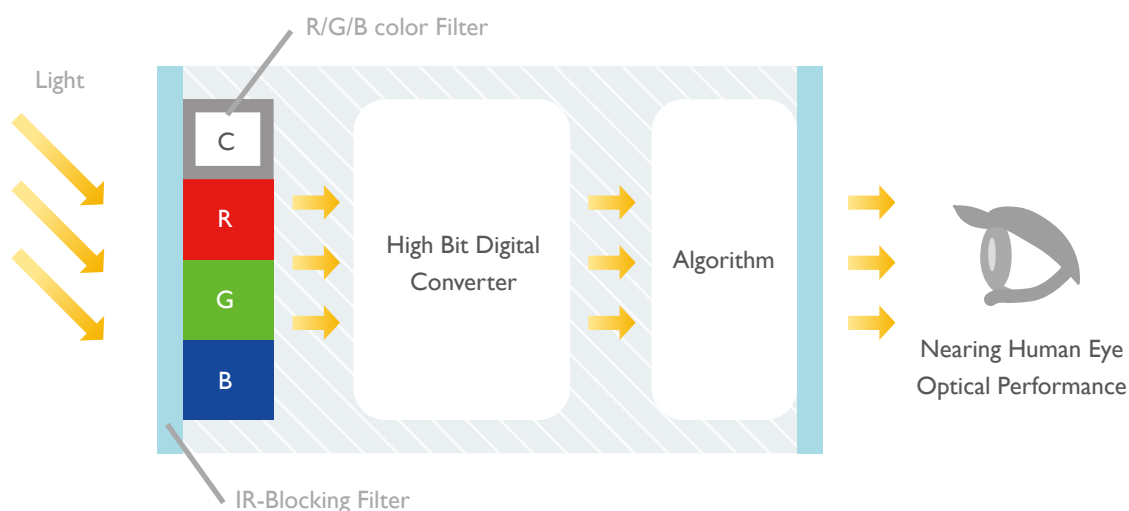 R/G/B color Filter
Light
C
R
G
B
High Bit Digital
Converter
Algorithm
Nearing Human Eye
Optical Performance
IR-Blocking Filter